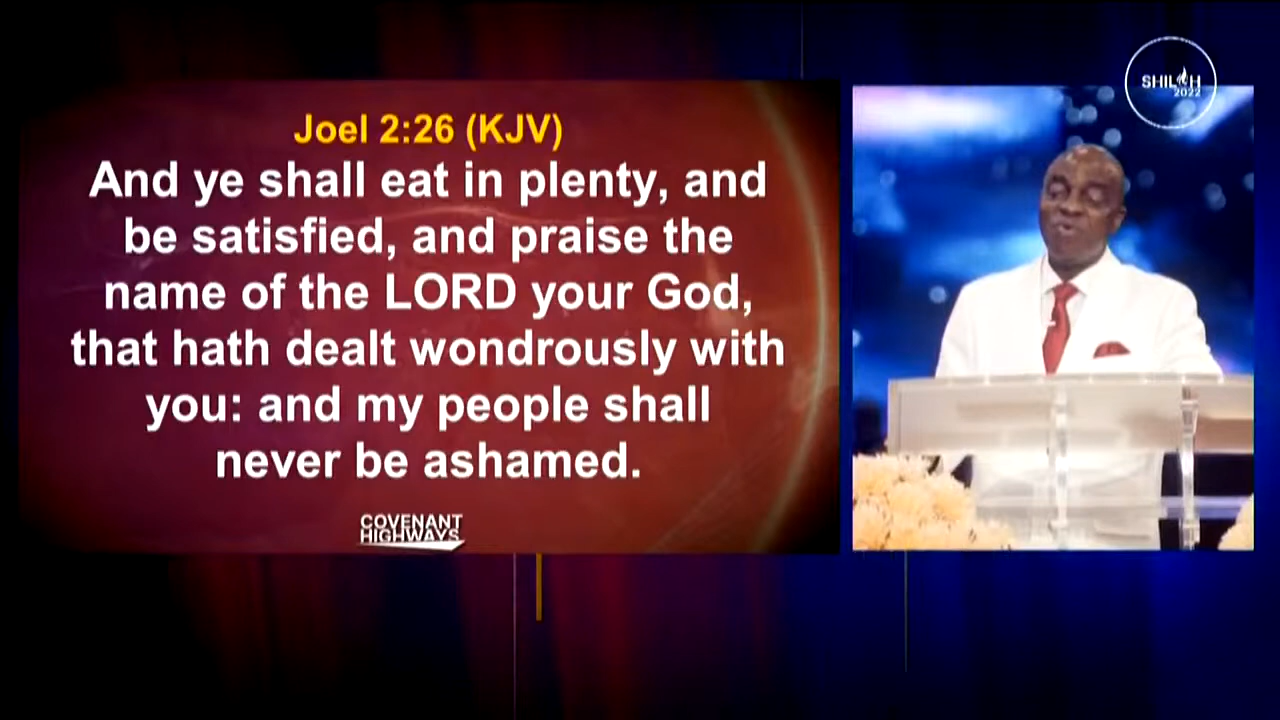 Joel 2:26 (KJV)
And ye shall eat in plenty, and
be satisfied, and praise the
name of the LORD your God,
that hath dealt wondrously with
you: and my people shall
never be ashamed.
COVENANT
HIGHWAYS
SHILOH
2022